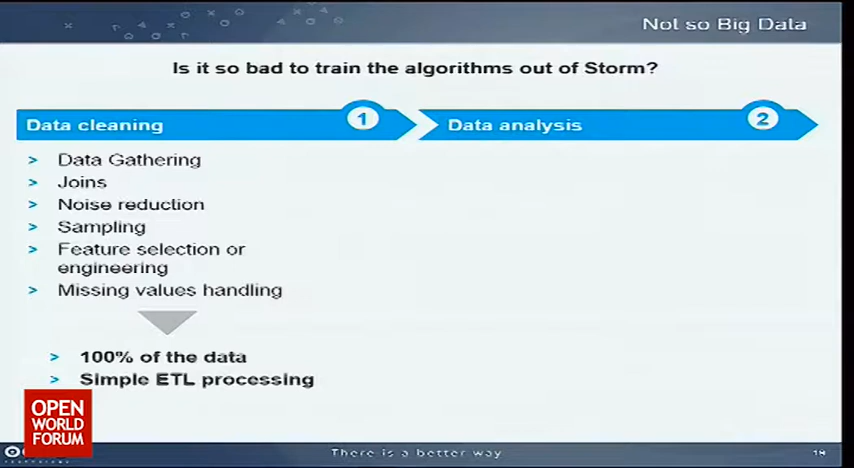 Not so Big Data
Is it so bad to train the algorithms out of Storm?
Data cleaning
1
Data analysis
2
> Data Gathering
> Joins
> Noise reduction
> Sampling
> Feature selection or
engineering
> Missing values handling
> 100% of the data
> Simple ETL processing
OPEN
WORLD
FORUM
There is a better way